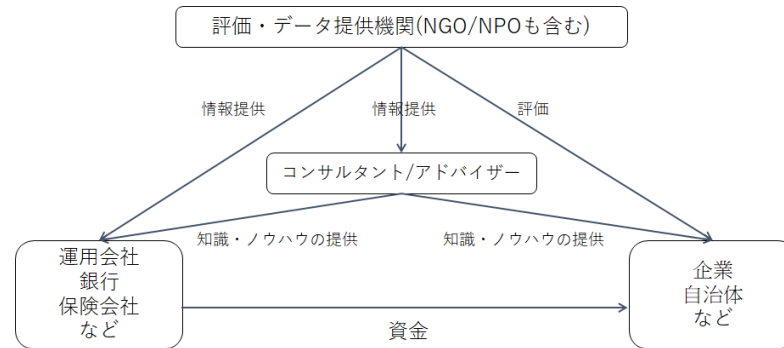 評価・データ提供機関(NGO/NPOも含む)
情報提供
情報提供
評価
コンサルタント/アドバイザー
知識・ノウハウの提供
知識・ノウハウの提供
運用会社
銀行
保険会社
など
資金
企業
自治体
など